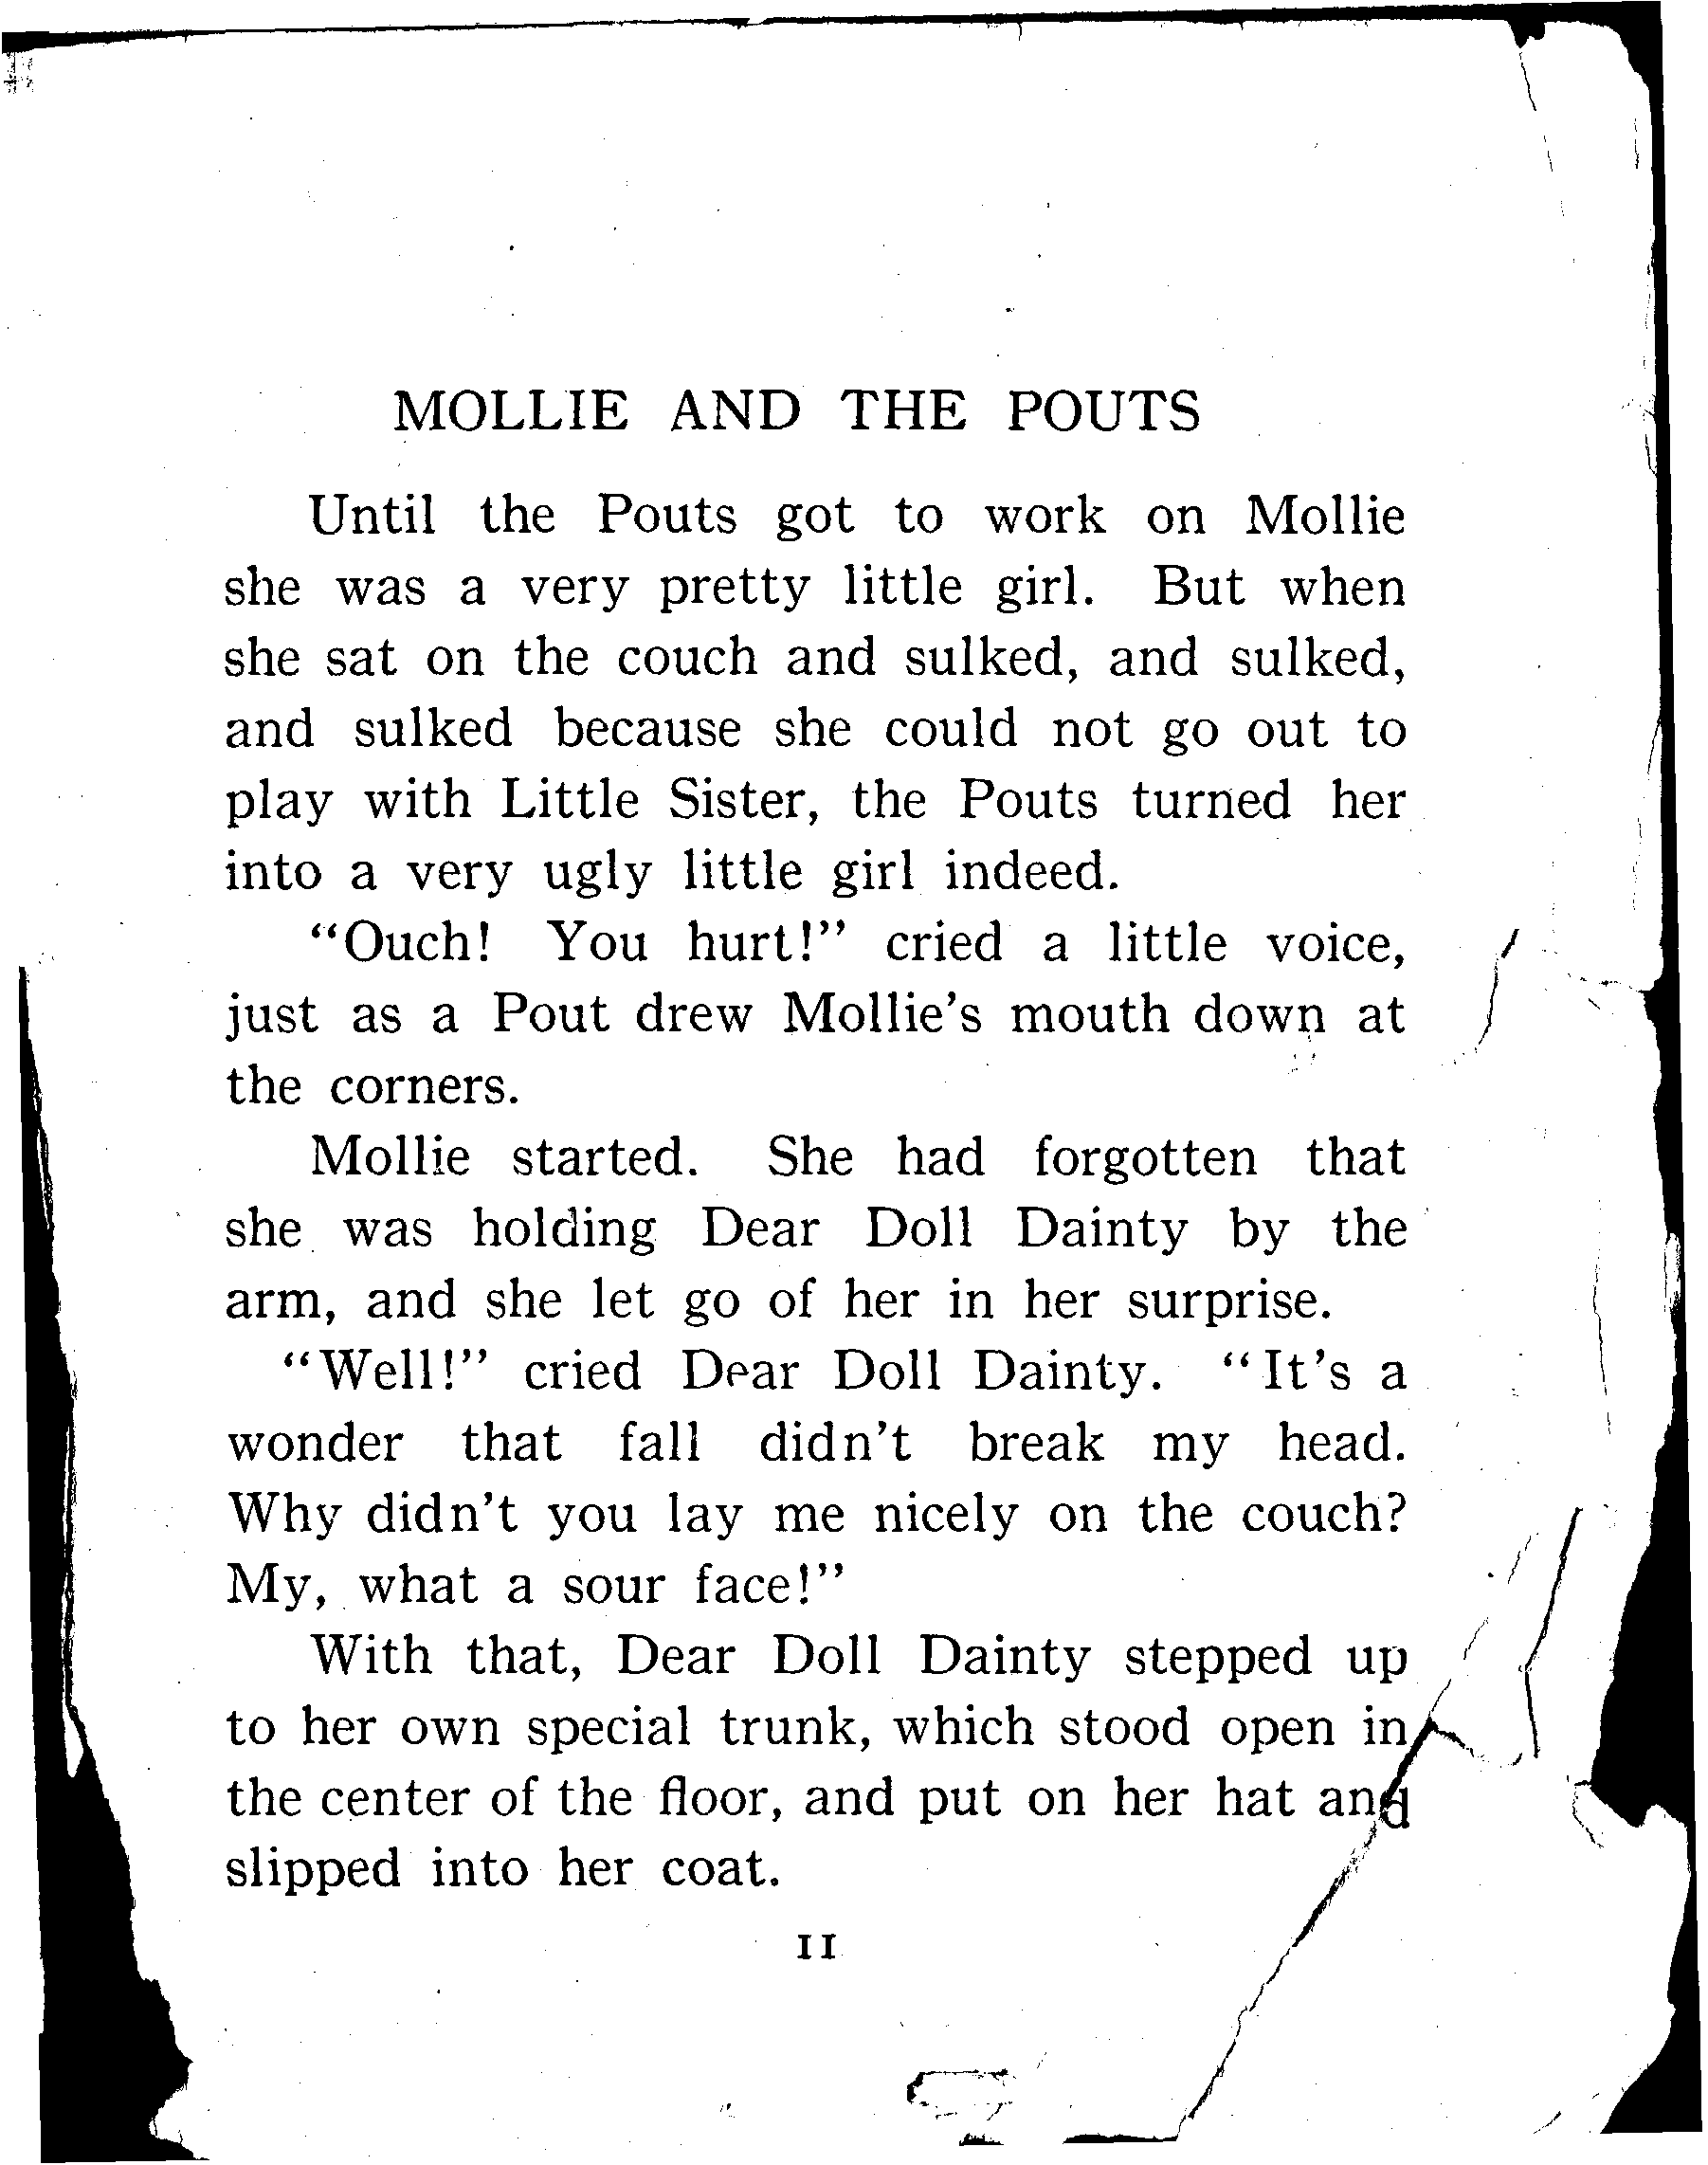 MOLLIE AND THE POUTS
Until the Pouts got to work on Mollie
she was a very pretty little girl. But when
she sat on the couch and sulked, and sulked,
and sulked because she could not go out to
play with Little Sister, the Pouts turned her
into a very ugly little girl indeed.
“Ouch! You hurt!” cried a little voice,
just as a Pout drew Mollie’s mouth down at
the corners.
Mollie started. She had forgotten that
she was holding Dear Doll Dainty by the
arm, and she let go of her in her surprise.
“Well!” cried Dear Doll Dainty. “It’s a
wonder that fall didn’t break my head.
Why didn’t you lay me nicely on the couch?
My, what a sour face!”
With that, Dear Doll Dainty stepped up
to her own special trunk, which stood open in
the center of the floor, and put on her hat and
slipped into her coat.
11